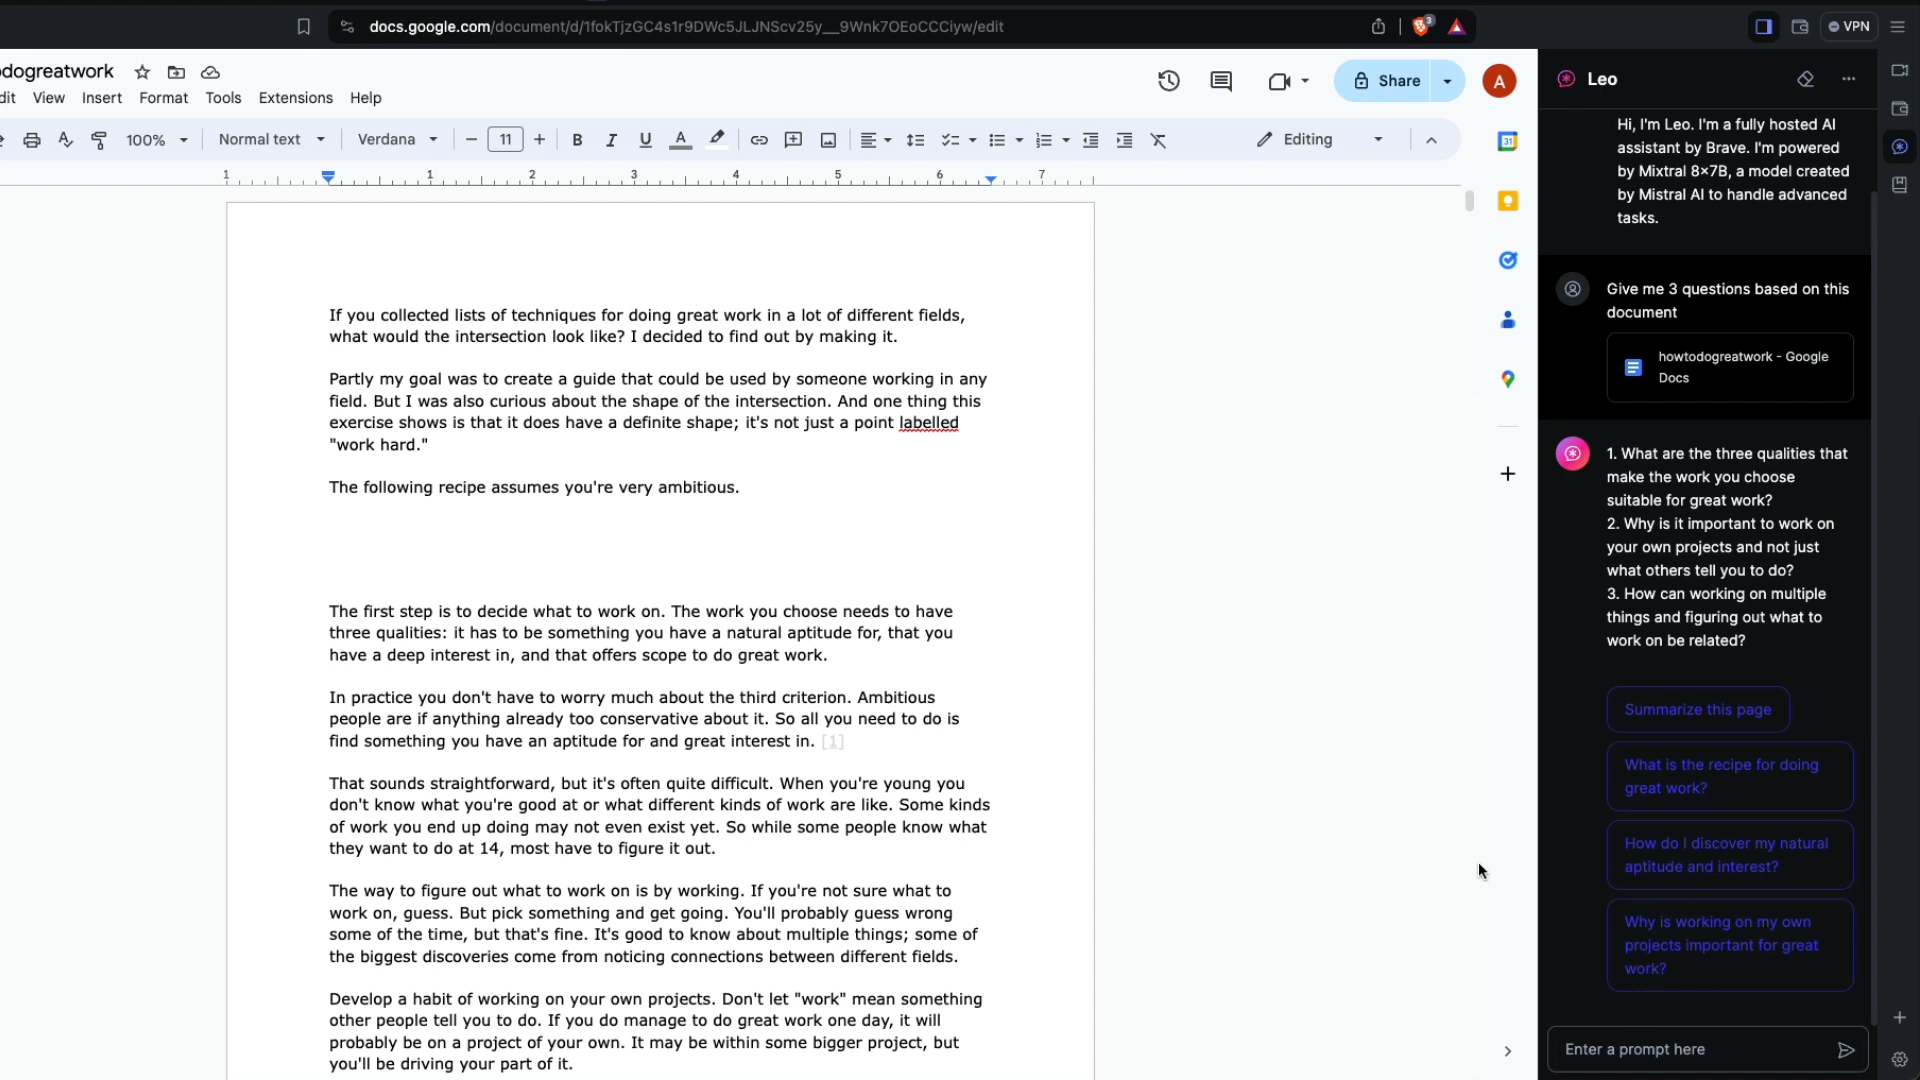 docs.google.com/document/d/1fokTjzGC4s1r9DWc5JLJNScv25y__9Wnk7OEoCCCiyw/edit
3
VPN
dogreatwork
dit View Insert Format Tools Extensions Help
Share
A
100% Normal text Verdana 11 B I U A Editing
31
1 1 2 3 4 5 6 7
If you collected lists of techniques for doing great work in a lot of different fields,
what would the intersection look like? I decided to find out by making it.
Partly my goal was to create a guide that could be used by someone working in any
field. But I was also curious about the shape of the intersection. And one thing this
exercise shows is that it does have a definite shape; it's not just a point labelled
"work hard."
The following recipe assumes you're very ambitious.
The first step is to decide what to work on. The work you choose needs to have
three qualities: it has to be something you have a natural aptitude for, that you
have a deep interest in, and that offers scope to do great work.
In practice you don't have to worry much about the third criterion. Ambitious
people are if anything already too conservative about it. So all you need to do is
find something you have an aptitude for and great interest in. [1]
That sounds straightforward, but it's often quite difficult. When you're young you
don't know what you're good at or what different kinds of work are like. Some kinds
of work you end up doing may not even exist yet. So while some people know what
they want to do at 14, most have to figure it out.
The way to figure out what to work on is by working. If you're not sure what to
work on, guess. But pick something and get going. You'll probably guess wrong
some of the time, but that's fine. It's good to know about multiple things; some of
the biggest discoveries come from noticing connections between different fields.
Develop a habit of working on your own projects. Don't let "work" mean something
other people tell you to do. If you do manage to do great work one day, it will
probably be on a project of your own. It may be within some bigger project, but
you'll be driving your part of it.
Leo
Hi, I'm Leo. I'm a fully hosted AI
assistant by Brave. I'm powered
by Mixtral 8×7B, a model created
by Mistral AI to handle advanced
tasks.
Give me 3 questions based on this
document
howtodogreatwork - Google
Docs
1. What are the three qualities that
make the work you choose
suitable for great work?
2. Why is it important to work on
your own projects and not just
what others tell you to do?
3. How can working on multiple
things and figuring out what to
work on be related?
Summarize this page
What is the recipe for doing
great work?
How do I discover my natural
aptitude and interest?
Why is working on my own
projects important for great
work?
Enter a prompt here